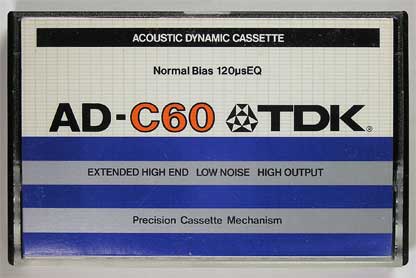 ACOUSTIC DYNAMIC CASSETTE
Normal Bias 120µsEQ
AD-C60 TDK®
EXTENDED HIGH END LOW NOISE HIGH OUTPUT
Precision Cassette Mechanism